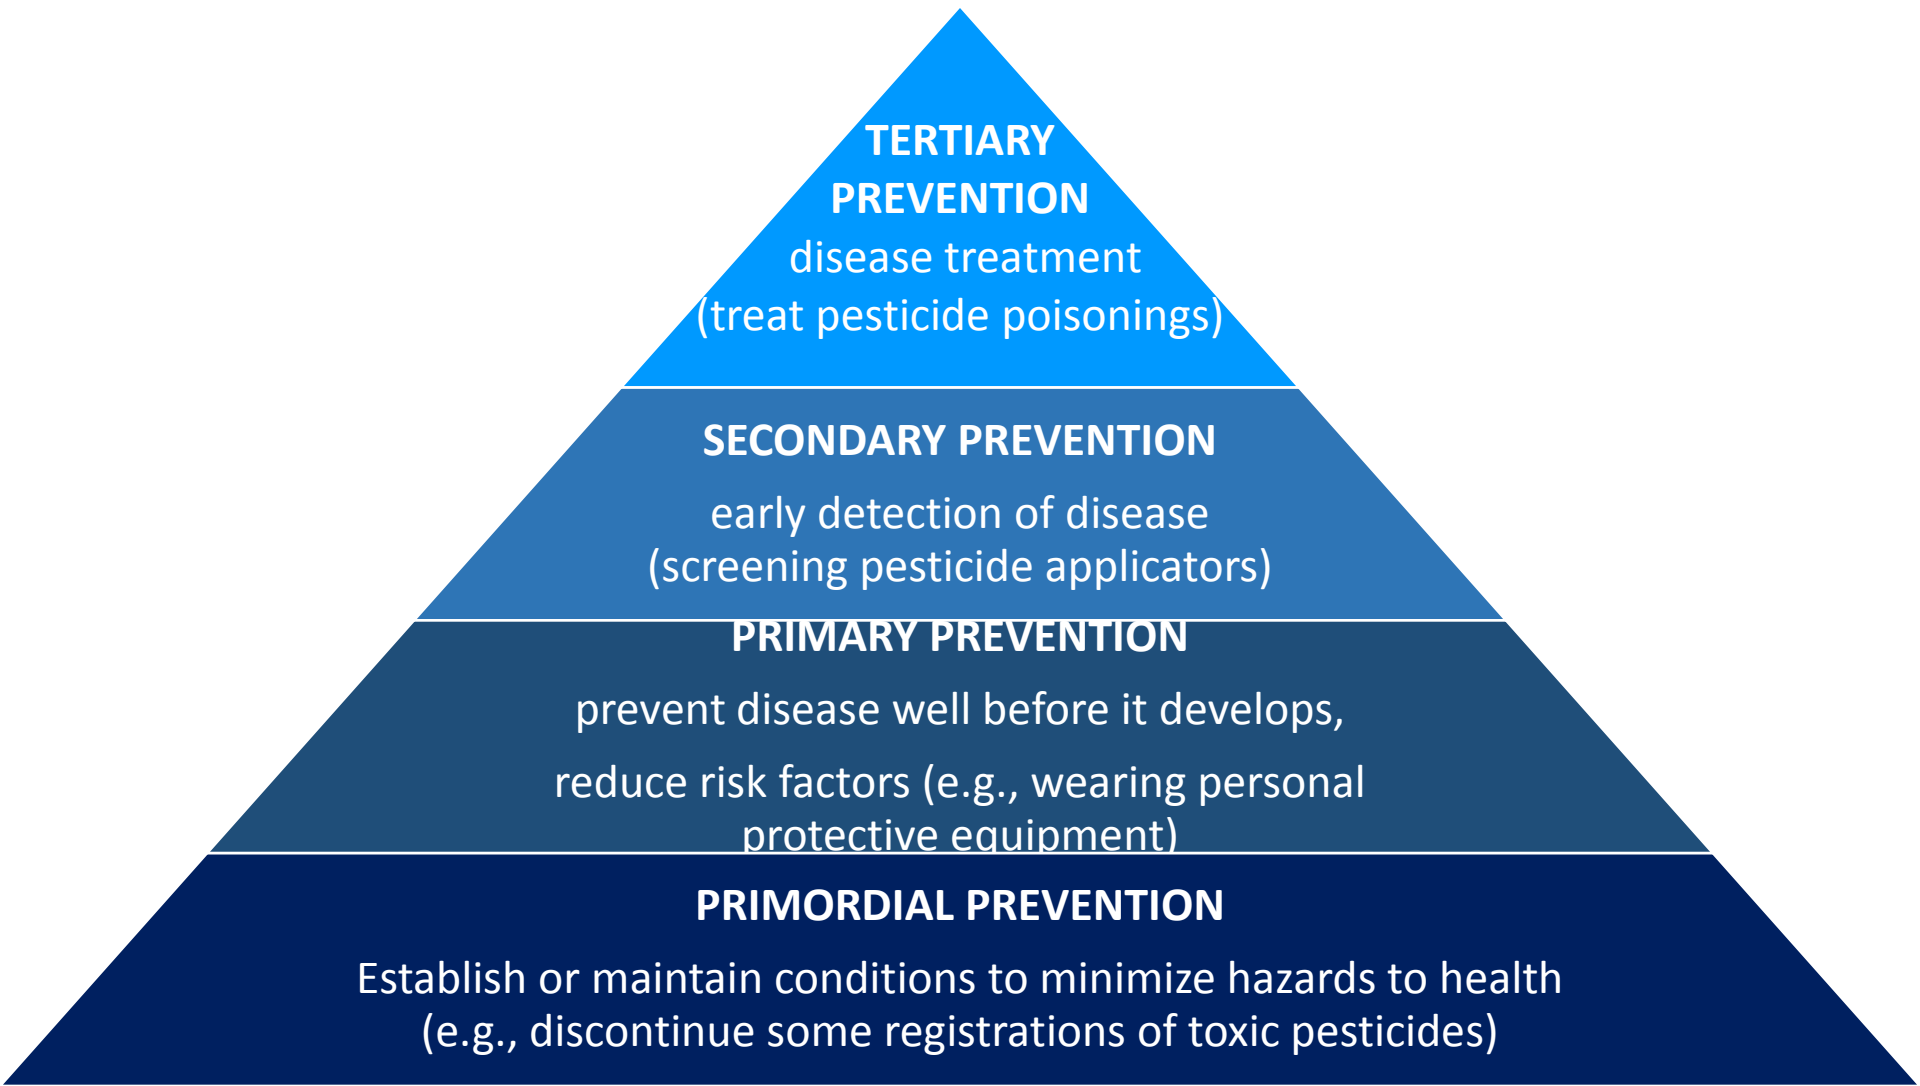 TERTIARY
PREVENTION
disease treatment
(treat pesticide poisonings)
SECONDARY PREVENTION
early detection of disease
(screening pesticide applicators)
PRIMARY PREVENTION
prevent disease well before it develops,
reduce risk factors (e.g., wearing personal
protective equipment)
PRIMORDIAL PREVENTION
Establish or maintain conditions to minimize hazards to health
(e.g., discontinue some registrations of toxic pesticides)